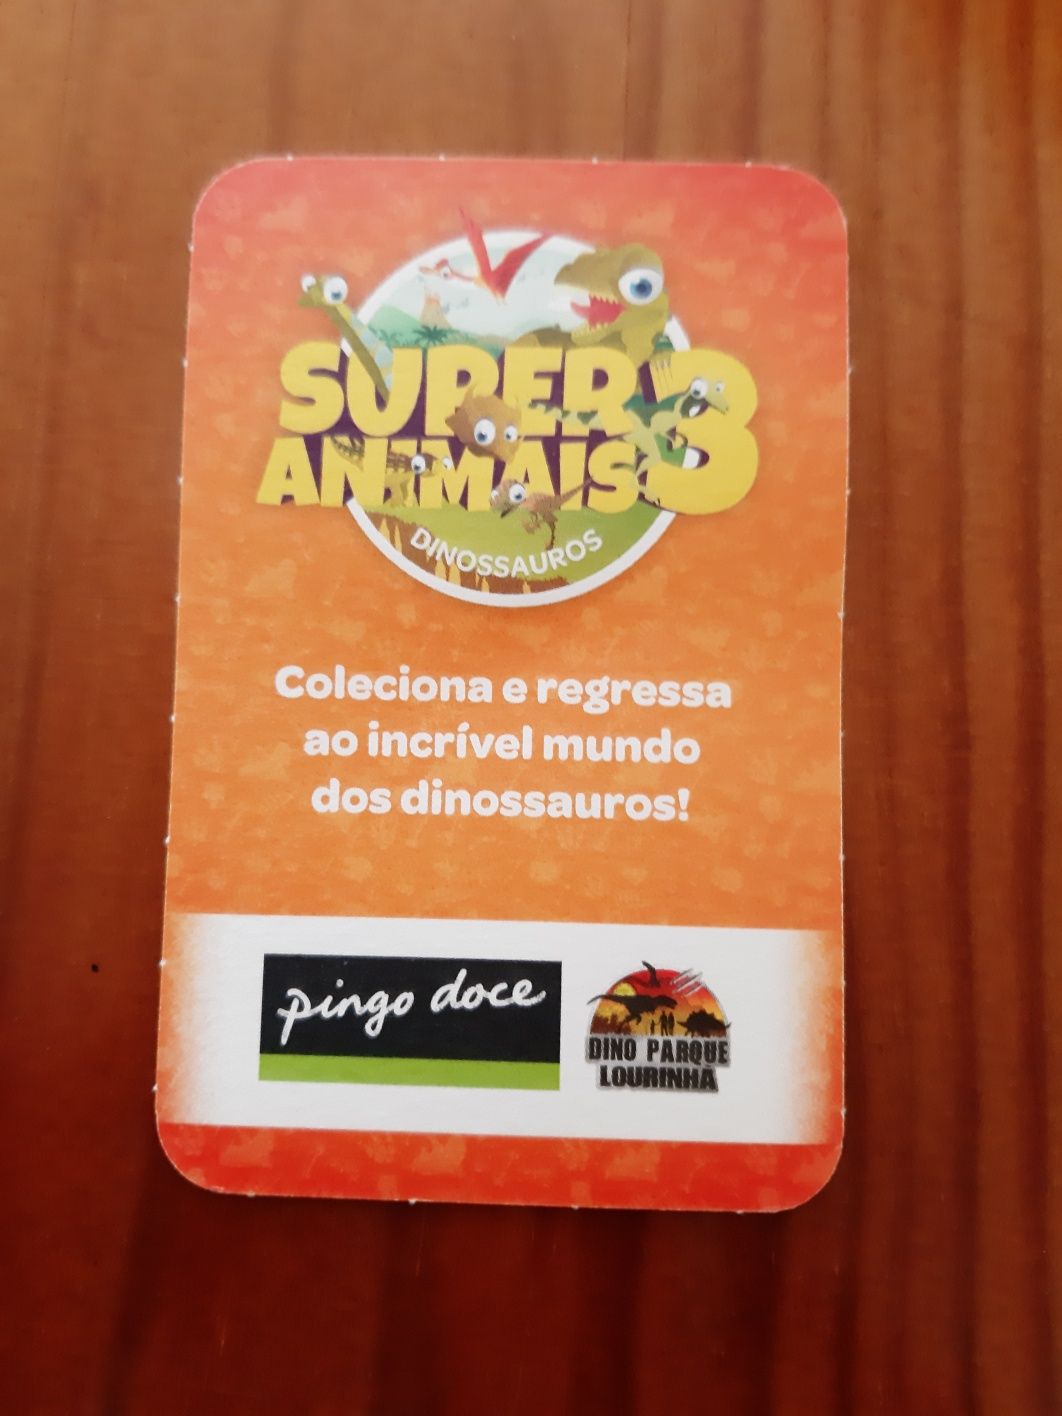 SUPER 3
ANIMAIS
DINOSSAUROS
Coleciona e regressa
ao incrível mundo
dos dinossauros!
pingo doce
DINO PARQUE
LOURINHÃ